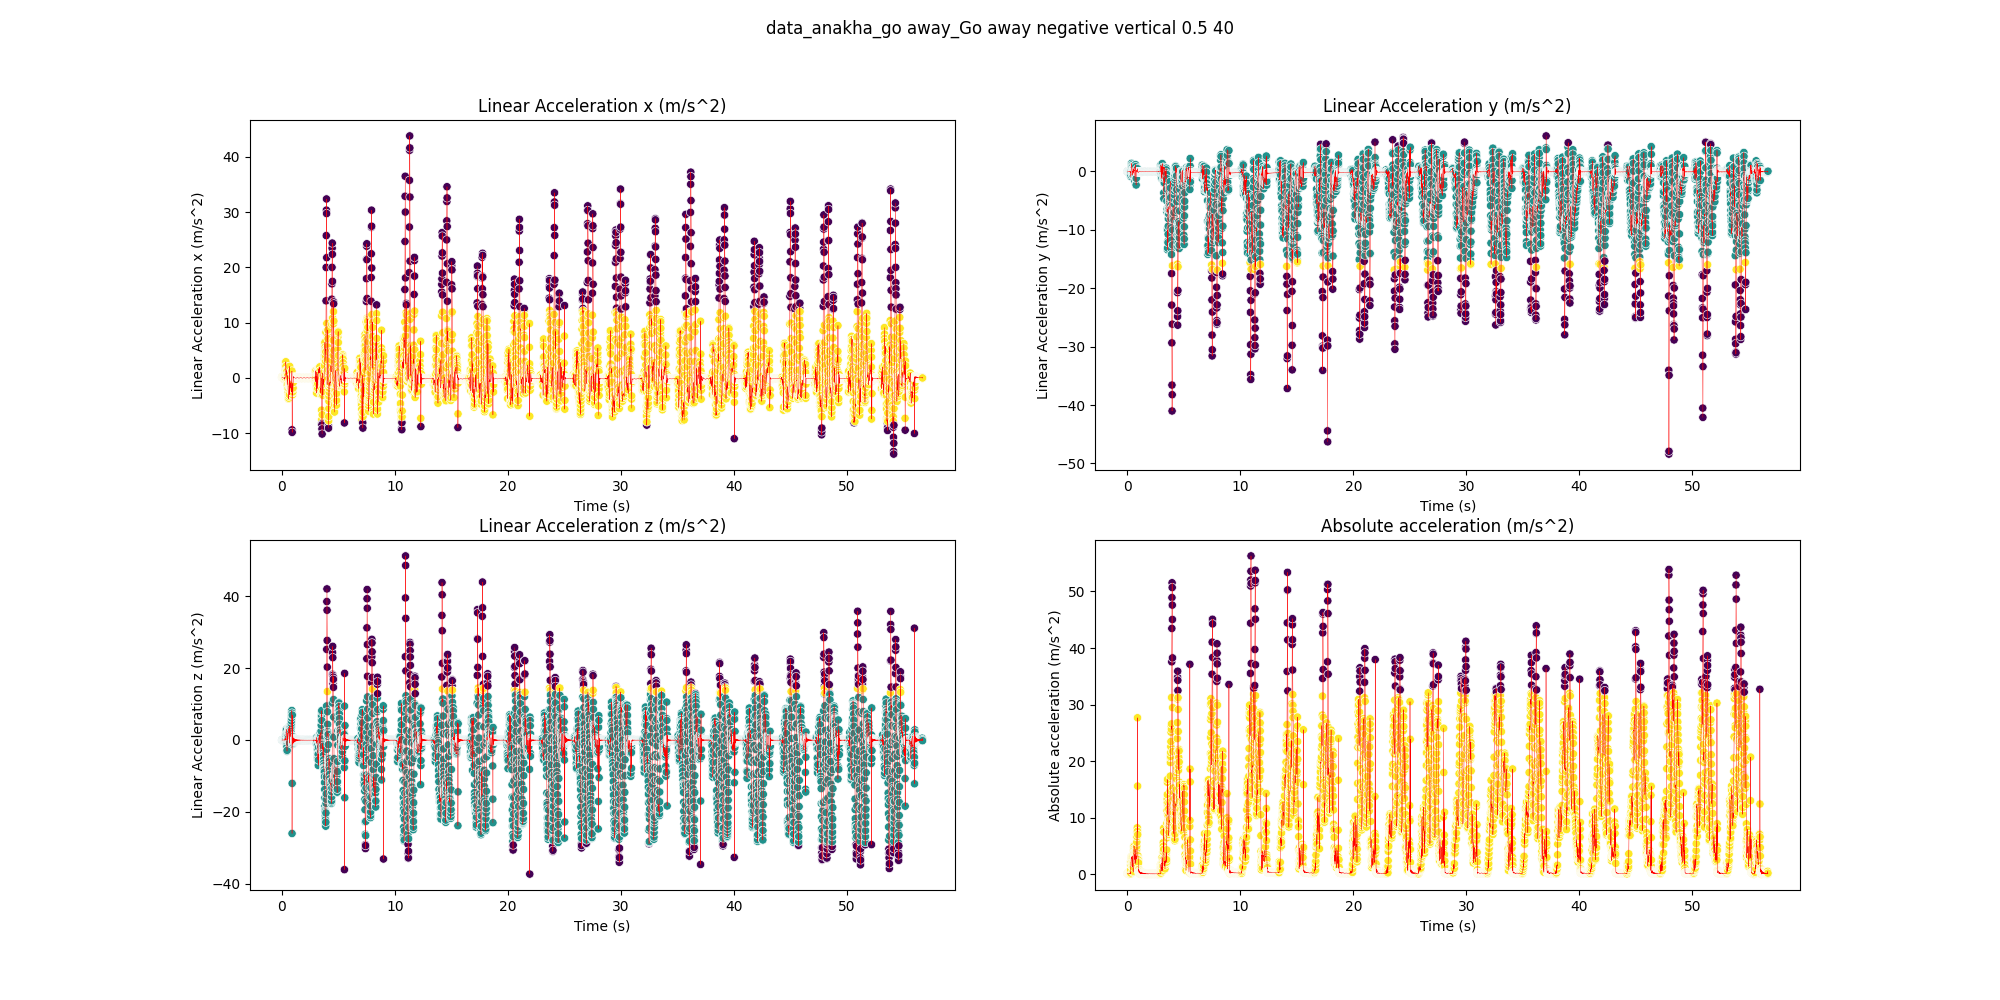 data_anakha_go away_Go away negative vertical 0.5 40
Linear Acceleration x (m/s^2)
Linear Acceleration x (m/s^2)
40
30
20
10
0
−10
0 10 20 30 40 50
Time (s)
Linear Acceleration y (m/s^2)
Linear Acceleration y (m/s^2)
0
−10
−20
−30
−40
−50
0 10 20 30 40 50
Time (s)
Linear Acceleration z (m/s^2)
Linear Acceleration z (m/s^2)
40
20
0
−20
−40
0 10 20 30 40 50
Time (s)
Absolute acceleration (m/s^2)
Absolute acceleration (m/s^2)
50
40
30
20
10
0
0 10 20 30 40 50
Time (s)